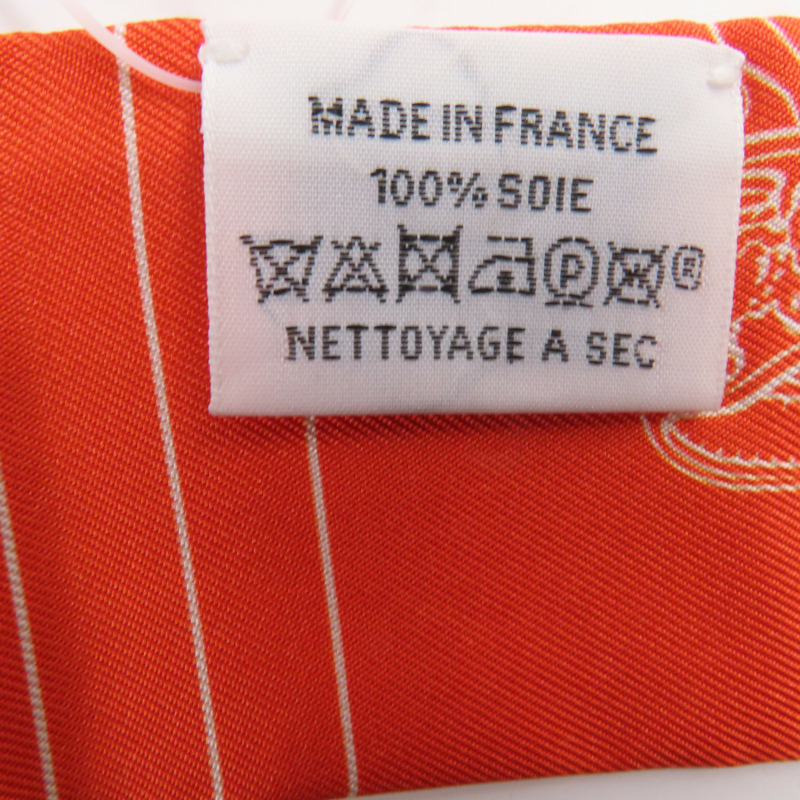 MADE IN FRANCE
100% SOIE
P ®
NETTOYAGE A SEC